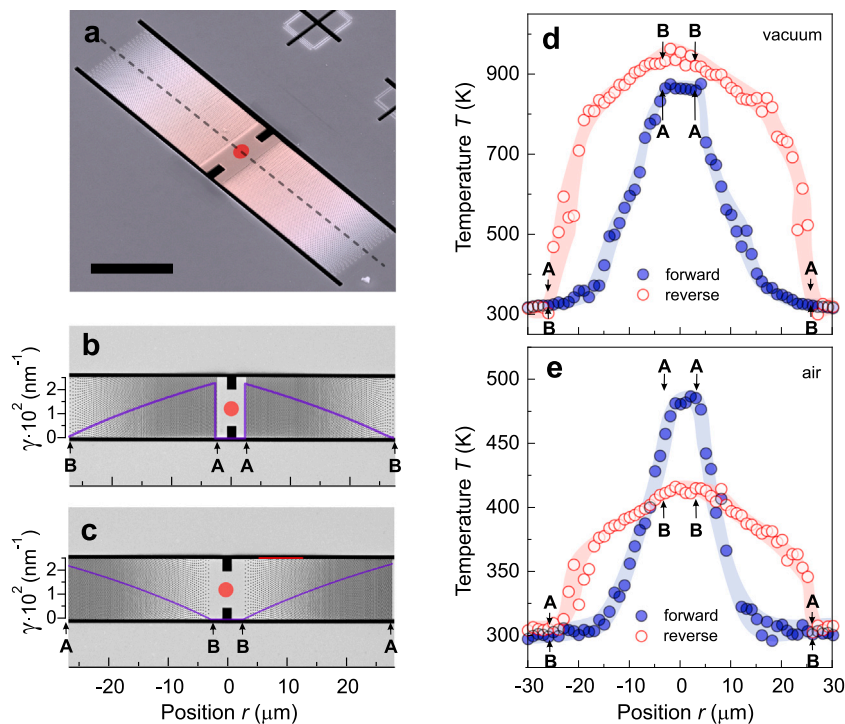 a
b
γ·10² (nm⁻¹)
2
1
0
B
A
A
B
c
γ·10² (nm⁻¹)
2
1
0
A
B
B
A
-20
-10
0
10
20
Position r (μm)
d
vacuum
Temperature T (K)
900
700
500
300
B
B
A
A
A
A
B
B
forward
reverse
e
air
Temperature T (K)
500
450
400
350
300
A
A
B
B
A
A
B
B
forward
reverse
-30
-20
-10
0
10
20
30
Position r (μm)